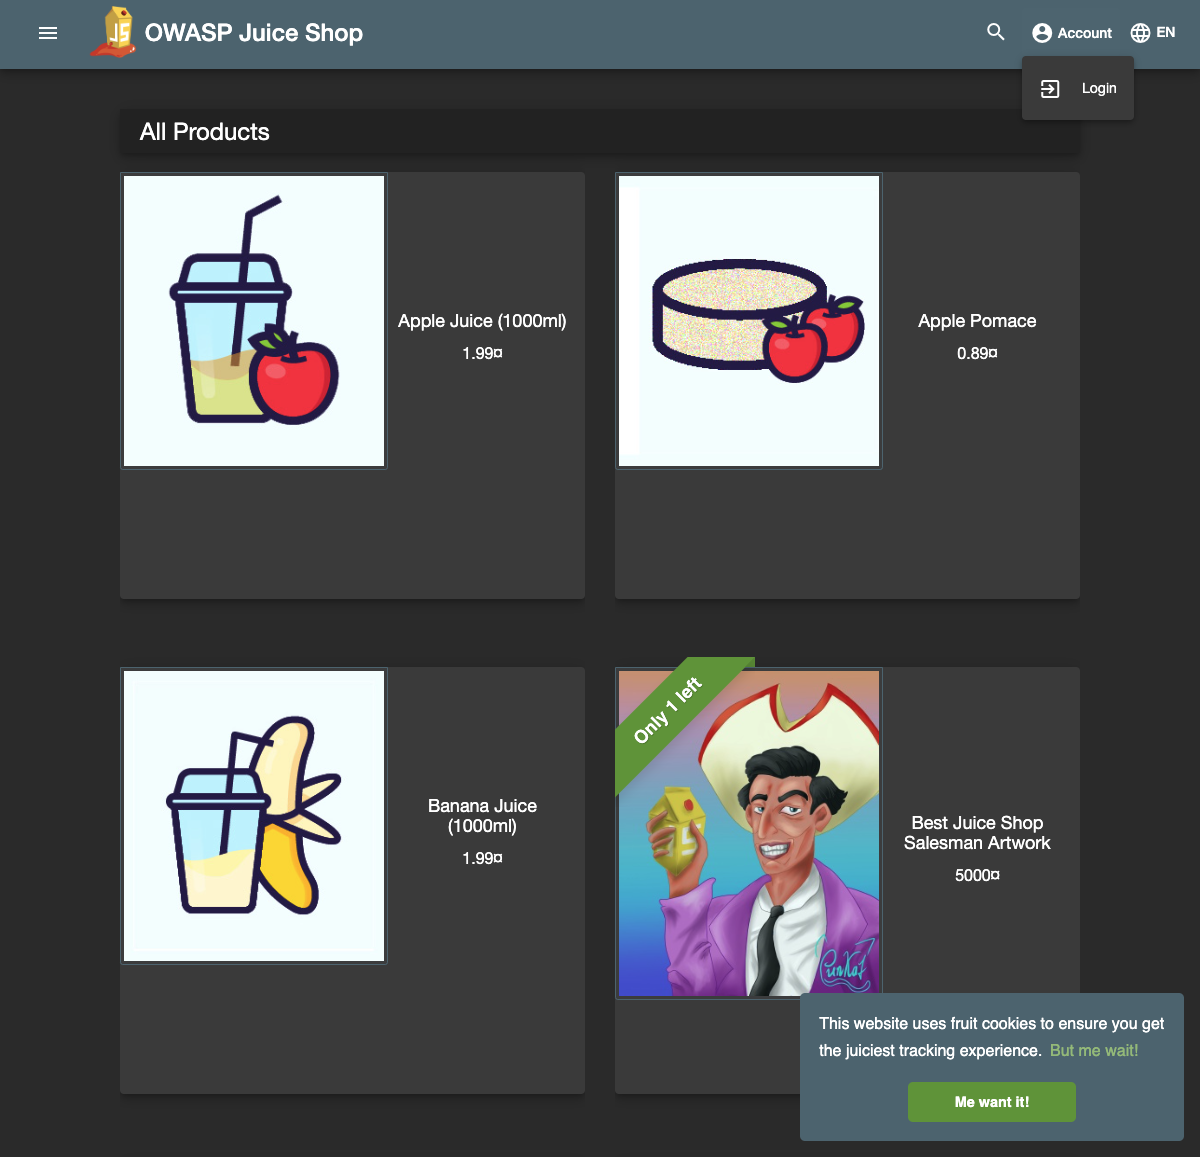 JS
OWASP Juice Shop
Account
EN
Login
All Products
Apple Juice (1000ml)
1.99¤
Apple Pomace
0.89¤
Banana Juice
(1000ml)
1.99¤
Only 1 left
Best Juice Shop
Salesman Artwork
5000¤
This website uses fruit cookies to ensure you get
the juiciest tracking experience. But me wait!
Me want it!